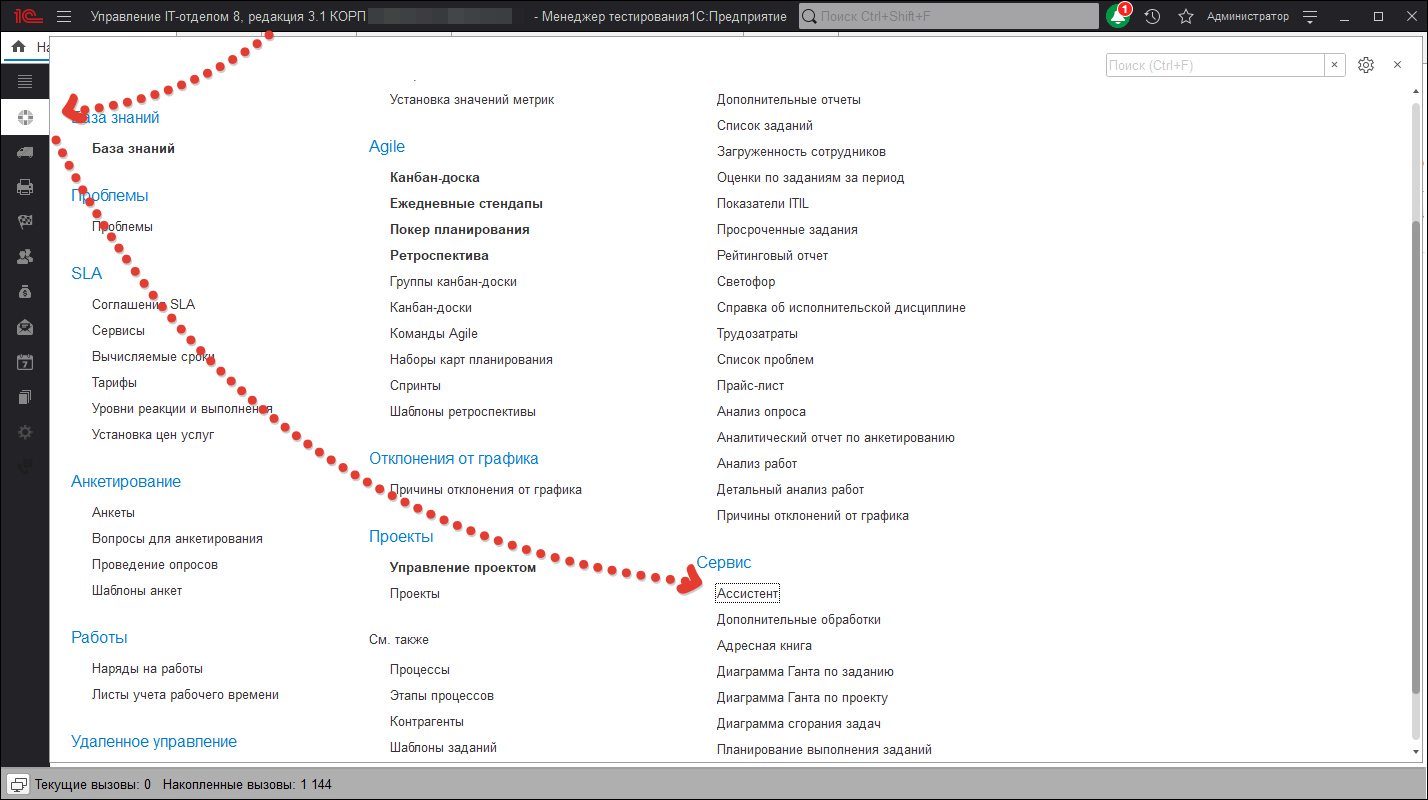 1С Управление IT-отделом 8, редакция 3.1 КОРП - Менеджер тестирования1С:Предприятие Поиск Ctrl+Shift+F 1 Администратор
На
Поиск (Ctrl+F)
База знаний
База знаний
Проблемы
Проблемы
SLA
Соглашения SLA
Сервисы
Вычисляемые сроки
Тарифы
Уровни реакции и выполнения
Установка цен услуг
Анкетирование
Анкеты
Вопросы для анкетирования
Проведение опросов
Шаблоны анкет
Работы
Наряды на работы
Листы учета рабочего времени
Удаленное управление
Установка значений метрик
Agile
Канбан-доска
Ежедневные стендапы
Покер планирования
Ретроспектива
Группы канбан-доски
Канбан-доски
Команды Agile
Наборы карт планирования
Спринты
Шаблоны ретроспективы
Отклонения от графика
Причины отклонения от графика
Проекты
Управление проектом
Проекты
См. также
Процессы
Этапы процессов
Контрагенты
Шаблоны заданий
Дополнительные отчеты
Список заданий
Загруженность сотрудников
Оценки по заданиям за период
Показатели ITIL
Просроченные задания
Рейтинговый отчет
Светофор
Справка об исполнительской дисциплине
Трудозатраты
Список проблем
Прайс-лист
Анализ опроса
Аналитический отчет по анкетированию
Анализ работ
Детальный анализ работ
Причины отклонений от графика
Сервис
Ассистент
Дополнительные обработки
Адресная книга
Диаграмма Ганта по заданию
Диаграмма Ганта по проекту
Диаграмма сгорания задач
Планирование выполнения заданий
7
Текущие вызовы: 0 Накопленные вызовы: 1 144